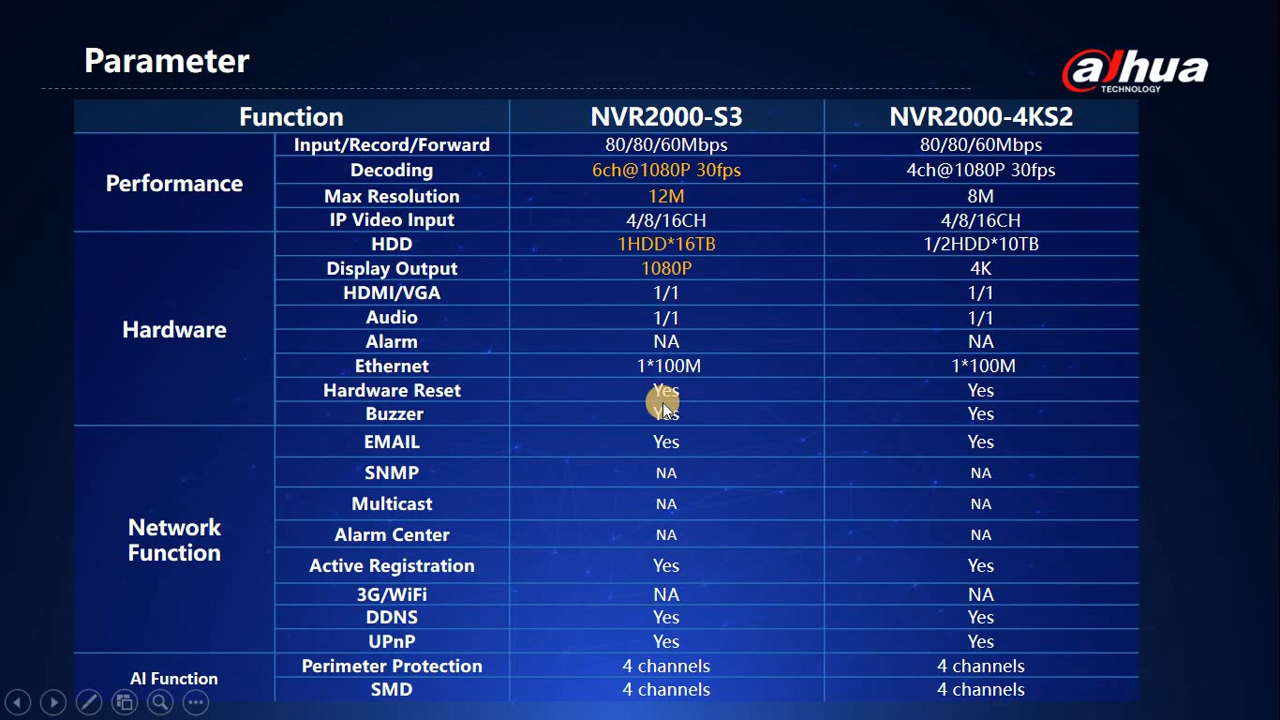 Parameter
alhua
TECHNOLOGY
Function NVR2000-S3 NVR2000-4KS2
Performance
Input/Record/Forward 80/80/60Mbps 80/80/60Mbps
Decoding 6ch@1080P 30fps 4ch@1080P 30fps
Max Resolution 12M 8M
IP Video Input 4/8/16CH 4/8/16CH
Hardware
HDD 1HDD*16TB 1/2HDD*10TB
Display Output 1080P 4K
HDMI/VGA 1/1 1/1
Audio 1/1 1/1
Alarm NA NA
Ethernet 1*100M 1*100M
Hardware Reset Yes Yes
Buzzer Yes Yes
Network
Function
EMAIL Yes Yes
SNMP NA NA
Multicast NA NA
Alarm Center NA NA
Active Registration Yes Yes
3G/WiFi NA NA
DDNS Yes Yes
UPnP Yes Yes
AI Function
Perimeter Protection 4 channels 4 channels
SMD 4 channels 4 channels